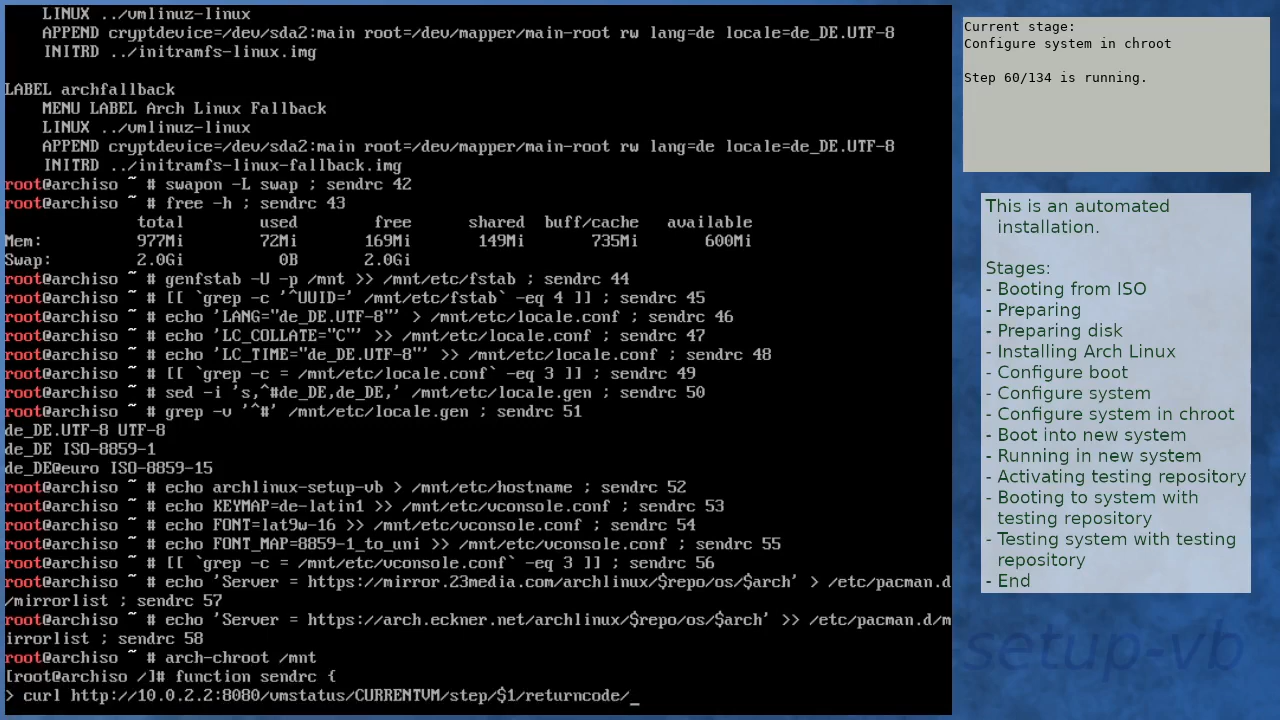 LINUX ../vmlinuz-linux
APPEND cryptdevice=/dev/sda2:main root=/dev/mapper/main-root rw lang=de locale=de_DE.UTF-8
INITRD ../initramfs-linux.img
LABEL archfallback
MENU LABEL Arch Linux Fallback
LINUX ../vmlinuz-linux
APPEND cryptdevice=/dev/sda2:main root=/dev/mapper/main-root rw lang=de locale=de_DE.UTF-8
INITRD ../initramfs-linux-fallback.img
root@archiso ~ # swapon -L swap ; sendrc 42
root@archiso ~ # free -h ; sendrc 43
total used free shared buff/cache available
Mem: 977Mi 72Mi 169Mi 149Mi 735Mi 600Mi
Swap: 2.0Gi 0B 2.0Gi
root@archiso ~ # genfstab -U -p /mnt >> /mnt/etc/fstab ; sendrc 44
root@archiso ~ # [[ `grep -c '^UUID=' /mnt/etc/fstab` -eq 4 ]] ; sendrc 45
root@archiso ~ # echo 'LANG="de_DE.UTF-8"' > /mnt/etc/locale.conf ; sendrc 46
root@archiso ~ # echo 'LC_COLLATE="C"' >> /mnt/etc/locale.conf ; sendrc 47
root@archiso ~ # echo 'LC_TIME="de_DE.UTF-8"' >> /mnt/etc/locale.conf ; sendrc 48
root@archiso ~ # [[ `grep -c = /mnt/etc/locale.conf` -eq 3 ]] ; sendrc 49
root@archiso ~ # sed -i 's,^#de_DE,de_DE,' /mnt/etc/locale.gen ; sendrc 50
root@archiso ~ # grep -v '^#' /mnt/etc/locale.gen ; sendrc 51
de_DE.UTF-8 UTF-8
de_DE ISO-8859-1
de_DE@euro ISO-8859-15
root@archiso ~ # echo archlinux-setup-vb > /mnt/etc/hostname ; sendrc 52
root@archiso ~ # echo KEYMAP=de-latin1 >> /mnt/etc/vconsole.conf ; sendrc 53
root@archiso ~ # echo FONT=lat9w-16 >> /mnt/etc/vconsole.conf ; sendrc 54
root@archiso ~ # echo FONT_MAP=8859-1_to_uni >> /mnt/etc/vconsole.conf ; sendrc 55
root@archiso ~ # [[ `grep -c = /mnt/etc/vconsole.conf` -eq 3 ]] ; sendrc 56
root@archiso ~ # echo 'Server = https://mirror.23media.com/archlinux/$repo/os/$arch' > /etc/pacman.d
/mirrorlist ; sendrc 57
root@archiso ~ # echo 'Server = https://arch.eckner.net/archlinux/$repo/os/$arch' >> /etc/pacman.d/m
irrorlist ; sendrc 58
root@archiso ~ # arch-chroot /mnt
[root@archiso /]# function sendrc {
> curl http://10.0.2.2:8080/vmstatus/CURRENTVM/step/$1/returncode/_
Current stage:
Configure system in chroot
Step 60/134 is running.
This is an automated
installation.
Stages:
- Booting from ISO
- Preparing
- Preparing disk
- Installing Arch Linux
- Configure boot
- Configure system
- Configure system in chroot
- Boot into new system
- Running in new system
- Activating testing repository
- Booting to system with
testing repository
- Testing system with testing
repository
- End
setup-vb